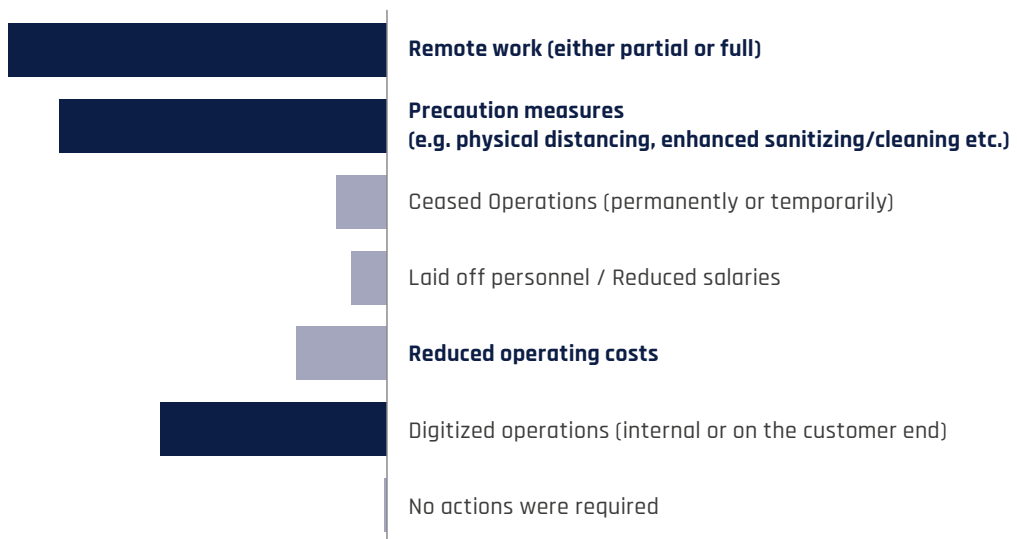 Remote work (either partial or full)
Precaution measures
(e.g. physical distancing, enhanced sanitizing/cleaning etc.)
Ceased Operations (permanently or temporarily)
Laid off personnel / Reduced salaries
Reduced operating costs
Digitized operations (internal or on the customer end)
No actions were required